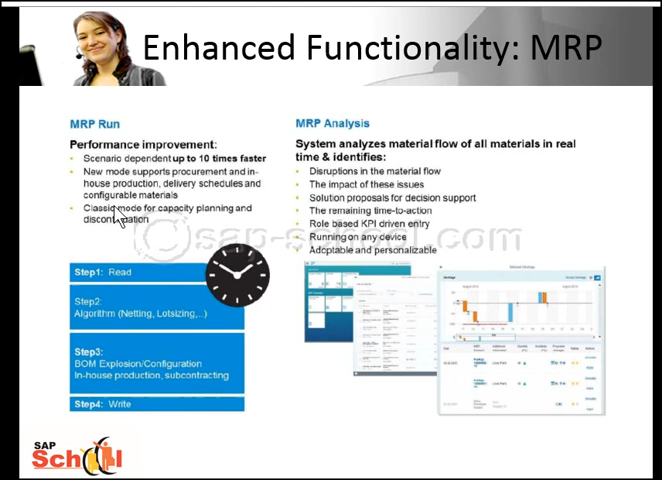 Enhanced Functionality: MRP
MRP Run
Performance improvement:
Scenario dependent up to 10 times faster
New mode supports procurement and in-
house production, delivery schedules and
configurable materials
Classic mode for capacity planning and
discontinuation
Step1: Read
Step2:
Algorithm (Netting, Lotsizing,...)
Step3:
BOM Explosion/Configuration
In-house production, subcontracting
Step4: Write
MRP Analysis
System analyzes material flow of all materials in real
time & identifies:
Disruptions in the material flow
The impact of these issues
Solution proposals for decision support
The remaining time-to-action
Role based KPI driven entry
Running on any device
Adoptable and personalizable
© sap-school.com
SAP
School